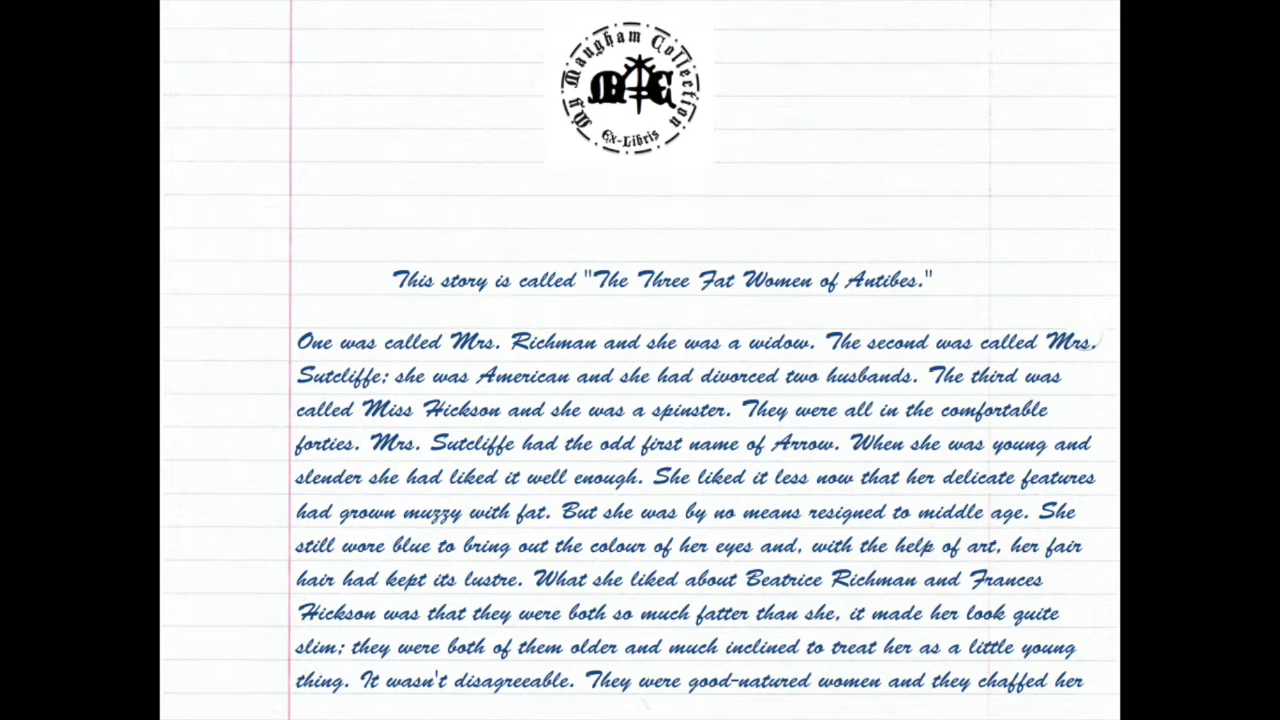 My Maugham Collection
M C
Ex-Libris
This story is called "The Three Fat Women of Antibes."
One was called Mrs. Richman and she was a widow. The second was called Mrs.
Sutcliffe; she was American and she had divorced two husbands. The third was
called Miss Hickson and she was a spinster. They were all in the comfortable
forties. Mrs. Sutcliffe had the odd first name of Arrow. When she was young and
slender she had liked it well enough. She liked it less now that her delicate features
had grown muzzy with fat. But she was by no means resigned to middle age. She
still wore blue to bring out the colour of her eyes and, with the help of art, her fair
hair had kept its lustre. What she liked about Beatrice Richman and Frances
Hickson was that they were both so much fatter than she, it made her look quite
slim; they were both of them older and much inclined to treat her as a little young
thing. It wasn't disagreeable. They were good-natured women and they chaffed her